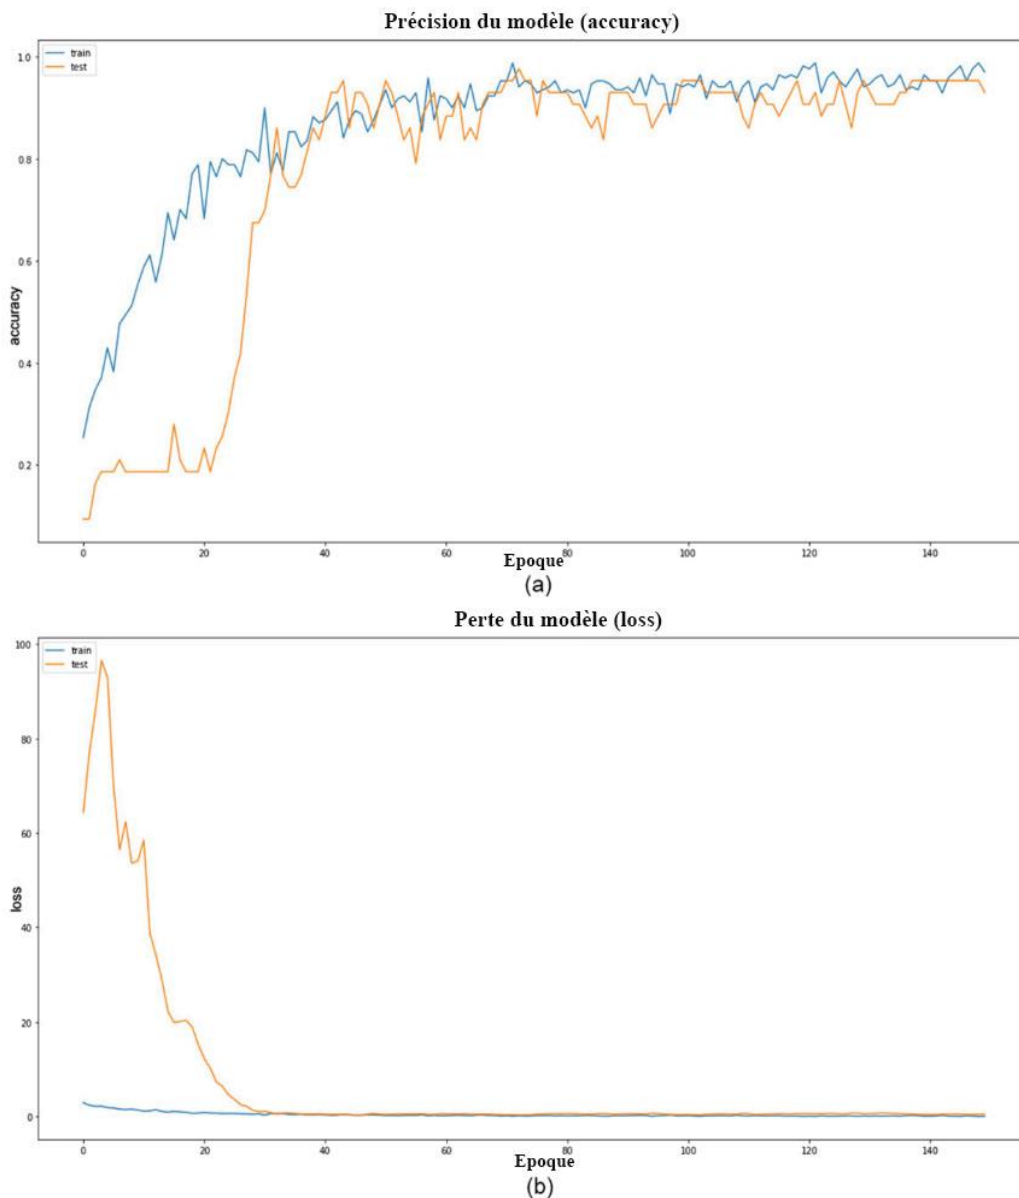 Précision du modèle (accuracy)
train
test
1.0
0.8
0.6
0.4
0.2
accuracy
0 20 40 60 80 100 120 140
Epoque
(a)
Perte du modèle (loss)
train
test
100
80
60
40
20
0
loss
0 20 40 60 80 100 120 140
Epoque
(b)